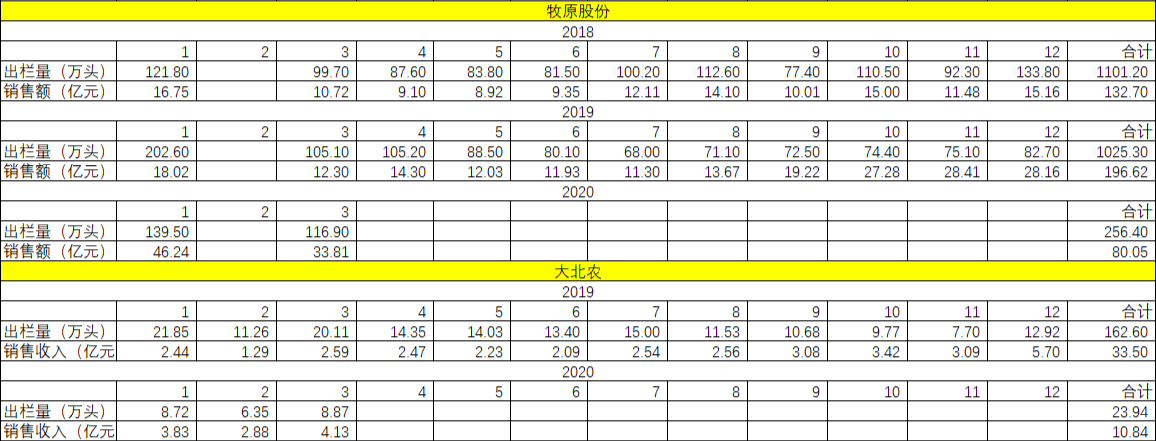 牧原股份
2018
1 2 3 4 5 6 7 8 9 10 11 12 合计
出栏量（万头） 121.80 99.70 87.60 83.80 81.50 100.20 112.60 77.40 110.50 92.30 133.80 1101.20
销售额（亿元） 16.75 10.72 9.10 8.92 9.35 12.11 14.10 10.01 15.00 11.48 15.16 132.70
2019
1 2 3 4 5 6 7 8 9 10 11 12 合计
出栏量（万头） 202.60 105.10 105.20 88.50 80.10 68.00 71.10 72.50 74.40 75.10 82.70 1025.30
销售额（亿元） 18.02 12.30 14.30 12.03 11.93 11.30 13.67 19.22 27.28 28.41 28.16 196.62
2020
1 2 3 合计
出栏量（万头） 139.50 116.90 256.40
销售额（亿元） 46.24 33.81 80.05
大北农
2019
1 2 3 4 5 6 7 8 9 10 11 12 合计
出栏量（万头） 21.85 11.26 20.11 14.35 14.03 13.40 15.00 11.53 10.68 9.77 7.70 12.92 162.60
销售收入（亿元 2.44 1.29 2.59 2.47 2.23 2.09 2.54 2.56 3.08 3.42 3.09 5.70 33.50
2020
1 2 3 4 5 6 7 8 9 10 11 12 合计
出栏量（万头） 8.72 6.35 8.87 23.94
销售收入（亿元 3.83 2.88 4.13 10.84